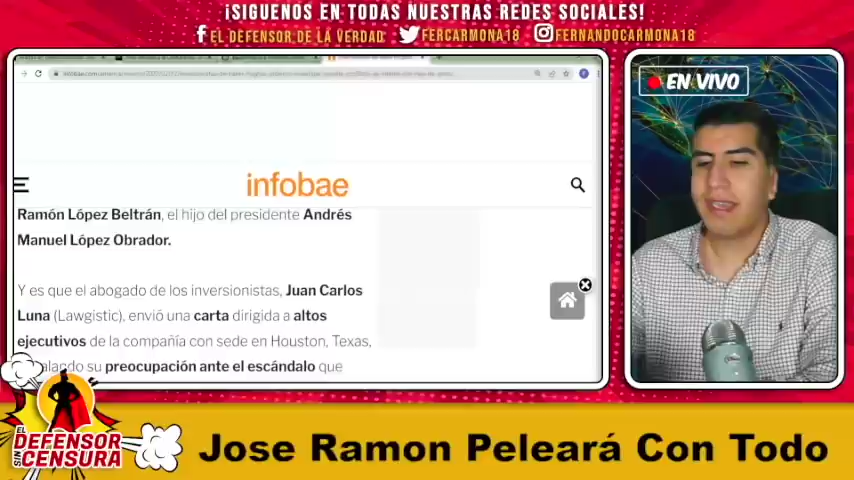 ¡SIGUENOS EN TODAS NUESTRAS REDES SOCIALES!
EL DEFENSOR DE LA VERDAD FERCARMONA18 FERNANDOCARMONA18
EN VIVO
infobae
Ramón López Beltrán, el hijo del presidente Andrés
Manuel López Obrador.
Y es que el abogado de los inversionistas, Juan Carlos
Luna (Lawgistic), envió una carta dirigida a altos
ejecutivos de la compañía con sede en Houston, Texas,
su preocupación ante el escándalo que
EL
DEFENSOR
SIN
CENSURA
Jose Ramon Peleará Con Todo